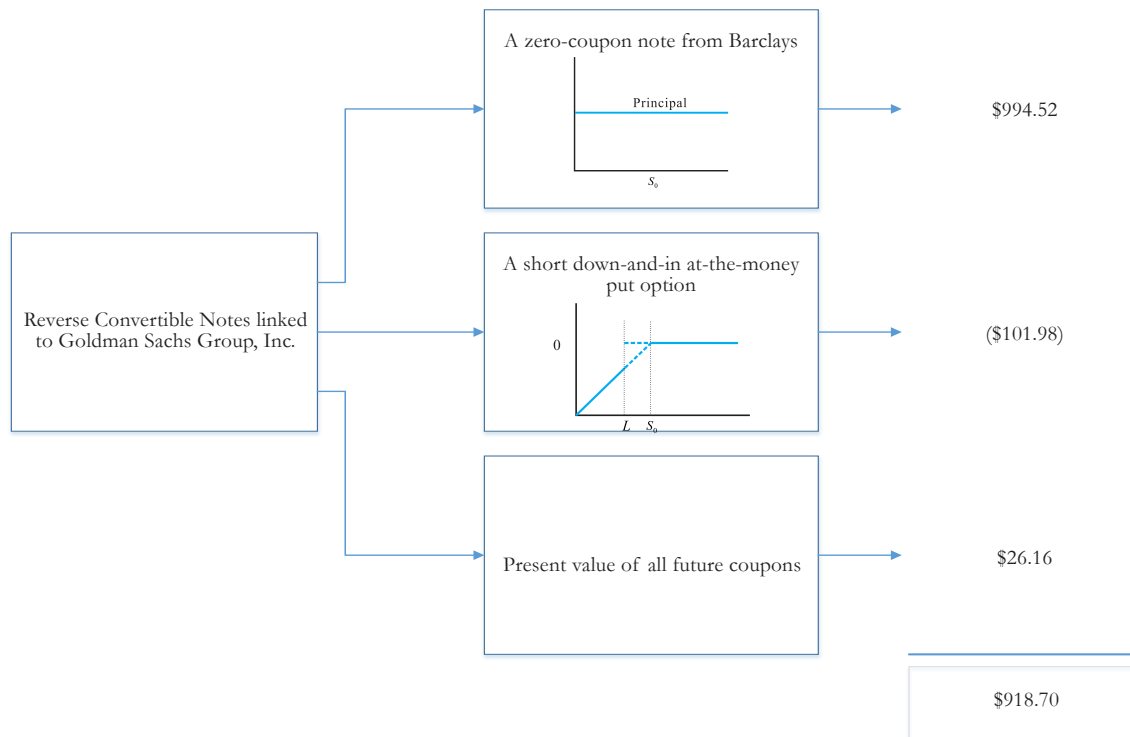 A zero-coupon note from Barclays
Principal
S₀
$994.52
Reverse Convertible Notes linked
to Goldman Sachs Group, Inc.
A short down-and-in at-the-money
put option
0
L S₀
($101.98)
Present value of all future coupons
$26.16
$918.70